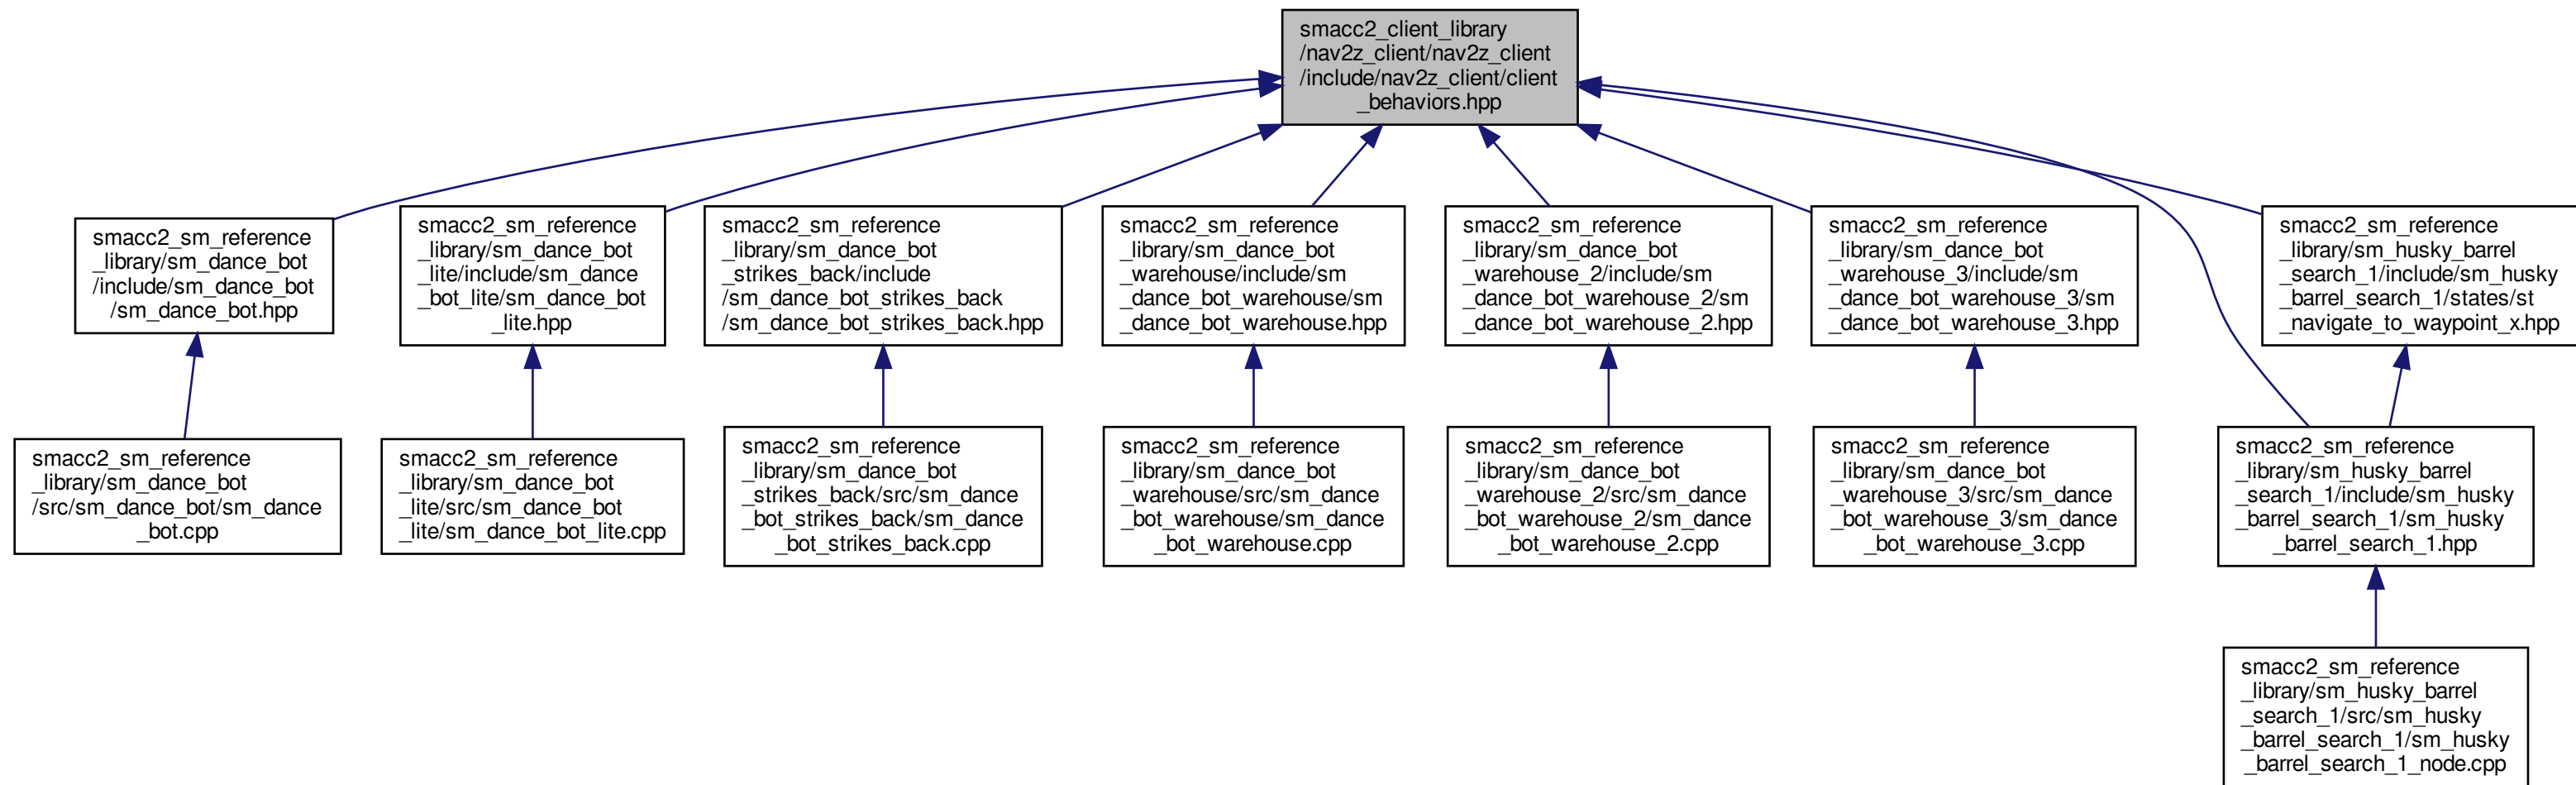 smacc2_client_library
/nav2z_client/nav2z_client
/include/nav2z_client/client
_behaviors.hpp
smacc2_sm_reference
_library/sm_dance_bot
/include/sm_dance_bot
/sm_dance_bot.hpp
smacc2_sm_reference
_library/sm_dance_bot
_lite/include/sm_dance
_bot_lite/sm_dance_bot
_lite.hpp
smacc2_sm_reference
_library/sm_dance_bot
_strikes_back/include
/sm_dance_bot_strikes_back
/sm_dance_bot_strikes_back.hpp
smacc2_sm_reference
_library/sm_dance_bot
_warehouse/include/sm
_dance_bot_warehouse/sm
_dance_bot_warehouse.hpp
smacc2_sm_reference
_library/sm_dance_bot
_warehouse_2/include/sm
_dance_bot_warehouse_2/sm
_dance_bot_warehouse_2.hpp
smacc2_sm_reference
_library/sm_dance_bot
_warehouse_3/include/sm
_dance_bot_warehouse_3/sm
_dance_bot_warehouse_3.hpp
smacc2_sm_reference
_library/sm_husky_barrel
_search_1/include/sm_husky
_barrel_search_1/states/st
_navigate_to_waypoint_x.hpp
smacc2_sm_reference
_library/sm_dance_bot
/src/sm_dance_bot/sm_dance
_bot.cpp
smacc2_sm_reference
_library/sm_dance_bot
_lite/src/sm_dance_bot
_lite/sm_dance_bot_lite.cpp
smacc2_sm_reference
_library/sm_dance_bot
_strikes_back/src/sm_dance
_bot_strikes_back/sm_dance
_bot_strikes_back.cpp
smacc2_sm_reference
_library/sm_dance_bot
_warehouse/src/sm_dance
_bot_warehouse/sm_dance
_bot_warehouse.cpp
smacc2_sm_reference
_library/sm_dance_bot
_warehouse_2/src/sm_dance
_bot_warehouse_2/sm_dance
_bot_warehouse_2.cpp
smacc2_sm_reference
_library/sm_dance_bot
_warehouse_3/src/sm_dance
_bot_warehouse_3/sm_dance
_bot_warehouse_3.cpp
smacc2_sm_reference
_library/sm_husky_barrel
_search_1/include/sm_husky
_barrel_search_1/sm_husky
_barrel_search_1.hpp
smacc2_sm_reference
_library/sm_husky_barrel
_search_1/src/sm_husky
_barrel_search_1/sm_husky
_barrel_search_1_node.cpp